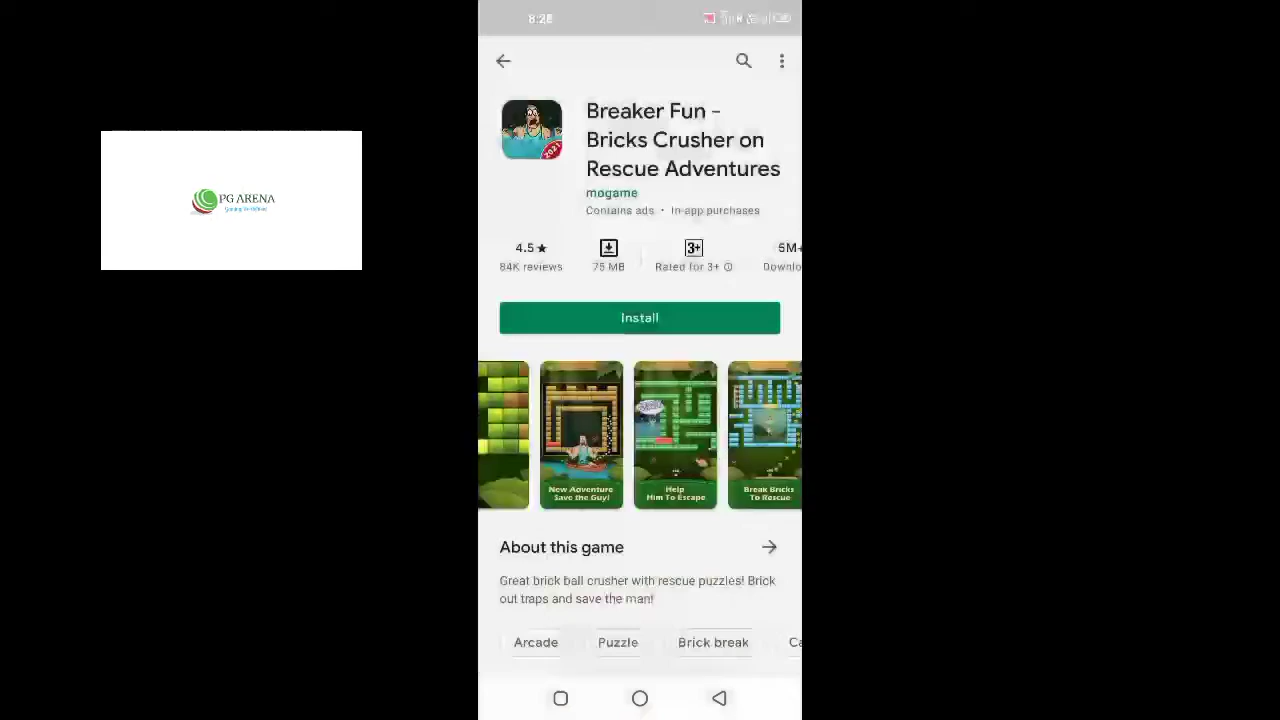 PG ARENA
8:28
Breaker Fun -
Bricks Crusher on
Rescue Adventures
mogame
Contains ads • In-app purchases
4.5★
3+
5M+
84K reviews
75 MB
Rated for 3+
Downlo
Install
New Adventure
Save the Guy!
Help
Him To Escape
Break Bricks
To Rescue
About this game
Great brick ball crusher with rescue puzzles! Brick
out traps and save the man!
Arcade
Puzzle
Brick break
Ca
2021